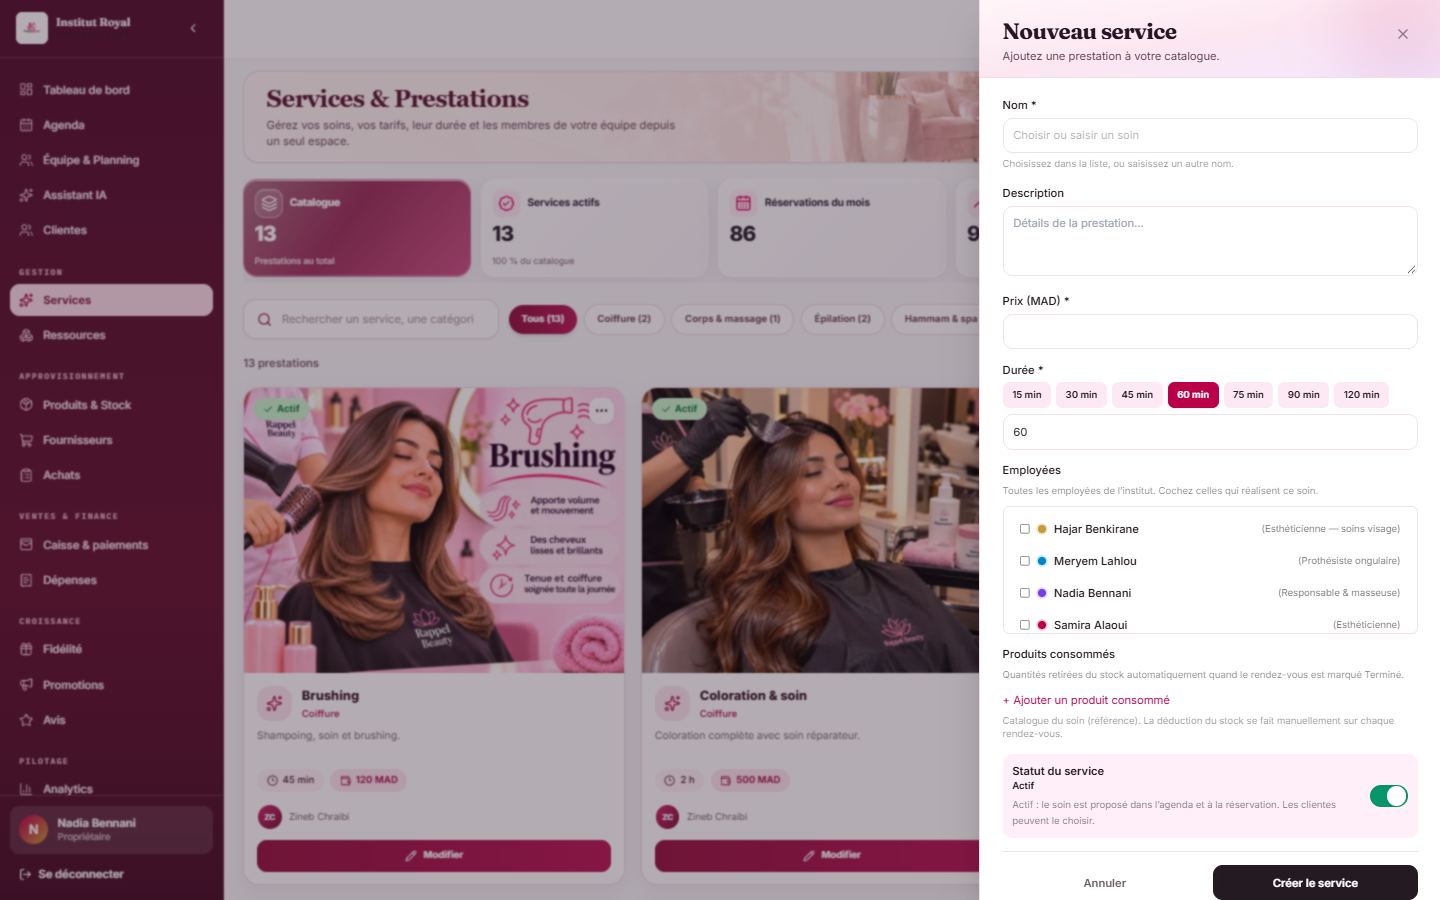 Institut Royal
Tableau de bord
Agenda
Équipe & Planning
Assistant IA
Clientes
GESTION
Services
Ressources
APPROVISIONNEMENT
Produits & Stock
Fournisseurs
Achats
VENTES & FINANCE
Caisse & paiements
Dépenses
CROISSANCE
Fidélité
Promotions
Avis
PILOTAGE
Analytics
N
Nadia Bennani
Propriétaire
Se déconnecter
Services & Prestations
Gérez vos soins, vos tarifs, leur durée et les membres de votre équipe depuis
un seul espace.
Catalogue
13
Prestations au total
Services actifs
13
100 % du catalogue
Réservations du mois
86
9
Rechercher un service, une catégori
Tous (13)
Coiffure (2)
Corps & massage (1)
Épilation (2)
Hammam & spa
13 prestations
Actif
Rappel
Beauty
Brushing
Apporte volume
et mouvement
Des cheveux
lisses et brillants
Tenue et coiffure
soignée toute la journée
Rappel
Beauty
Brushing
Coiffure
Shampoing, soin et brushing.
45 min
120 MAD
ZC
Zineb Chraibi
Modifier
Actif
Rappel beauty
Coloration & soin
Coiffure
Coloration complète avec soin réparateur.
2 h
500 MAD
ZC
Zineb Chraibi
Modifier
Nouveau service
Ajoutez une prestation à votre catalogue.
Nom *
Choisir ou saisir un soin
Choisissez dans la liste, ou saisissez un autre nom.
Description
Détails de la prestation...
Prix (MAD) *
Durée *
15 min
30 min
45 min
60 min
75 min
90 min
120 min
60
Employées
Toutes les employées de l'institut. Cochez celles qui réalisent ce soin.
Hajar Benkirane
(Esthéticienne — soins visage)
Meryem Lahlou
(Prothésiste ongulaire)
Nadia Bennani
(Responsable & masseuse)
Samira Alaoui
(Esthéticienne)
Produits consommés
Quantités retirées du stock automatiquement quand le rendez-vous est marqué Terminé.
+ Ajouter un produit consommé
Catalogue du soin (référence). La déduction du stock se fait manuellement sur chaque
rendez-vous.
Statut du service
Actif
Actif : le soin est proposé dans l'agenda et à la réservation. Les clientes
peuvent le choisir.
Annuler
Créer le service